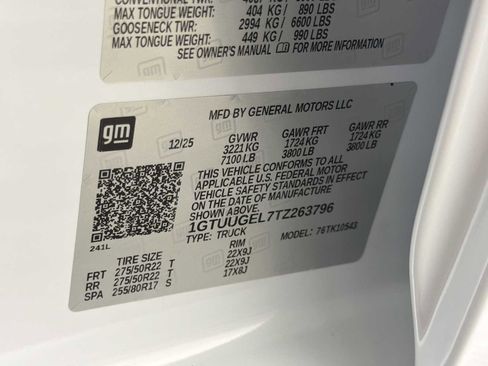 CONVENTIONAL TWR:
MAX TONGUE WEIGHT: 404 KG / 890 LBS
GOOSENECK TWR: 2994 KG / 6600 LBS
MAX TONGUE WEIGHT: 449 KG / 990 LBS
SEE OWNER'S MANUAL FOR MORE INFORMATION
gm
MFD BY GENERAL MOTORS LLC
12/25 GVWR GAWR FRT GAWR RR
3221 KG 1724 KG 1724 KG
7100 LB 3800 LB 3800 LB
THIS VEHICLE CONFORMS TO ALL
APPLICABLE U.S. FEDERAL MOTOR
VEHICLE SAFETY STANDARDS IN EFFECT
ON THE DATE OF MANUFACTURE
SHOWN ABOVE.
1GTUUGEL7TZ263796
TYPE: TRUCK MODEL: 76TK10543
241L
TIRE SIZE RIM
FRT 275/50R22 T 22X9J
RR 275/50R22 T 22X9J
SPA 255/80R17 S 17X8J